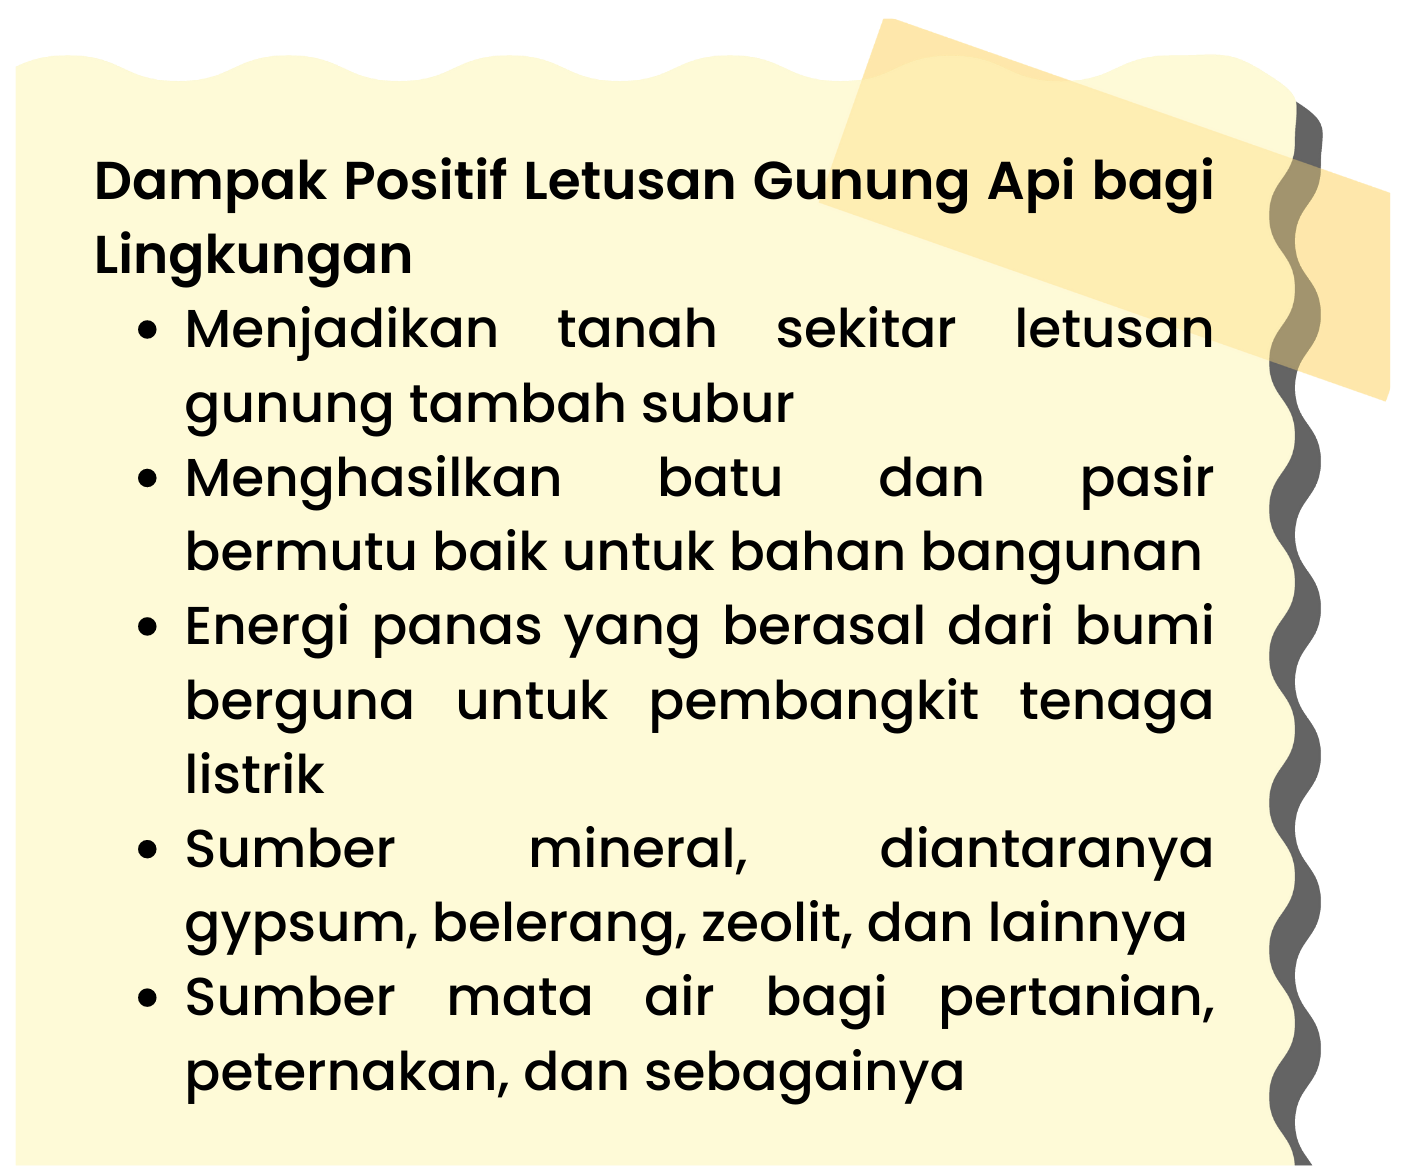 Dampak Positif Letusan Gunung Api bagi
Lingkungan
• Menjadikan tanah sekitar letusan
gunung tambah subur
• Menghasilkan batu dan pasir
bermutu baik untuk bahan bangunan
• Energi panas yang berasal dari bumi
berguna untuk pembangkit tenaga
listrik
• Sumber mineral, diantaranya
gypsum, belerang, zeolit, dan lainnya
• Sumber mata air bagi pertanian,
peternakan, dan sebagainya